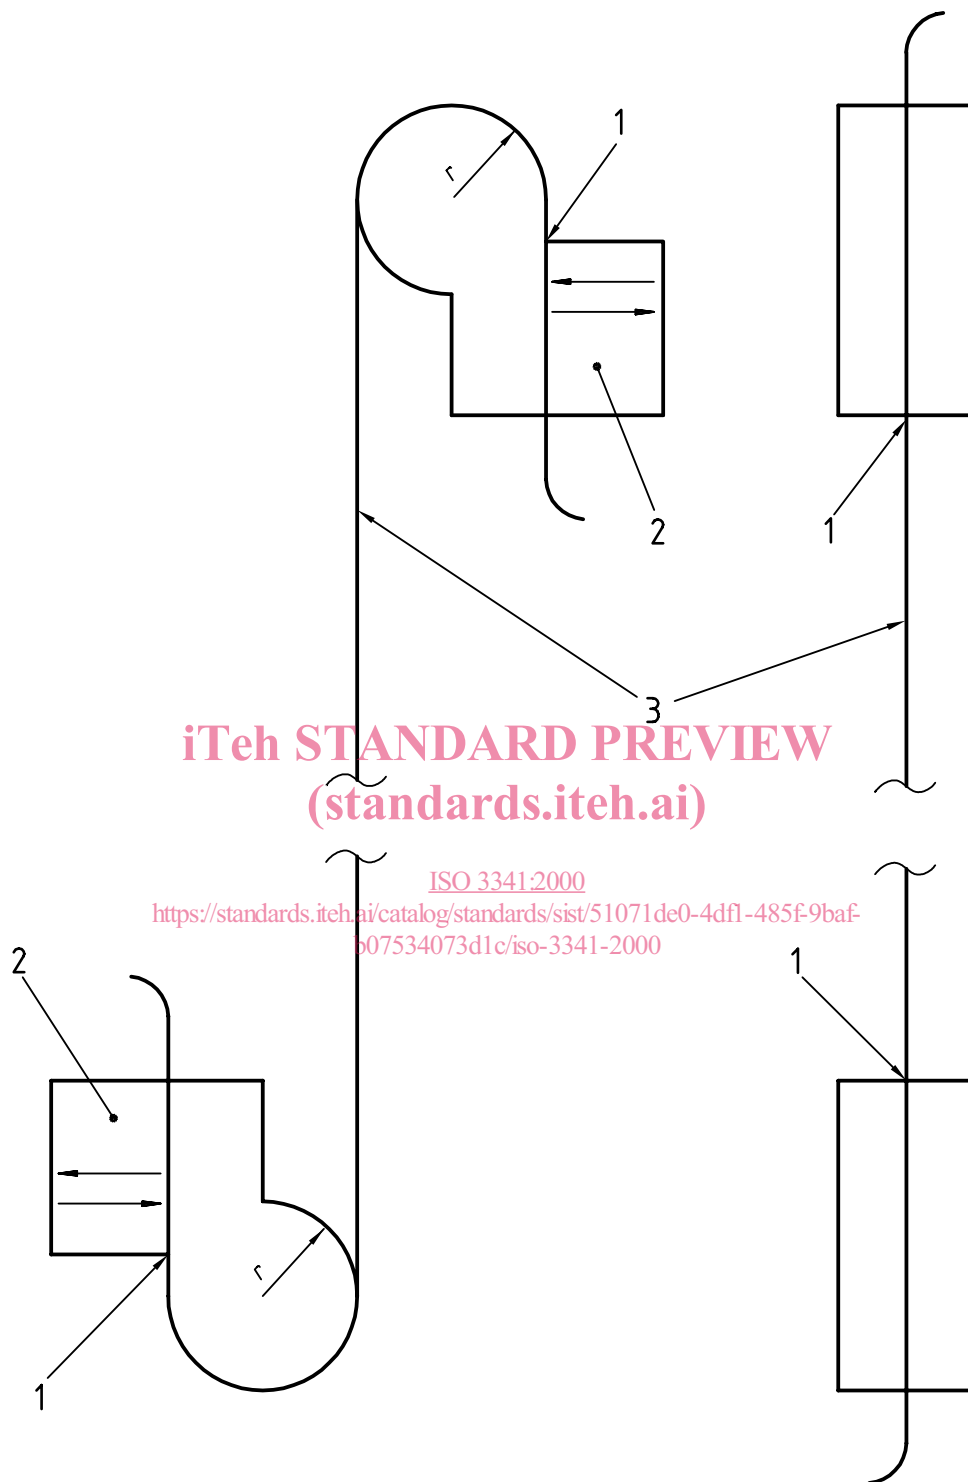 1
r
2
1
3
iTeh STANDARD PREVIEW
(standards.iteh.ai)
ISO 3341:2000
https://standards.iteh.ai/catalog/standards/sist/51071de0-4df1-485f-9baf-
b07534073d1c/iso-3341-2000
2
1
r
1